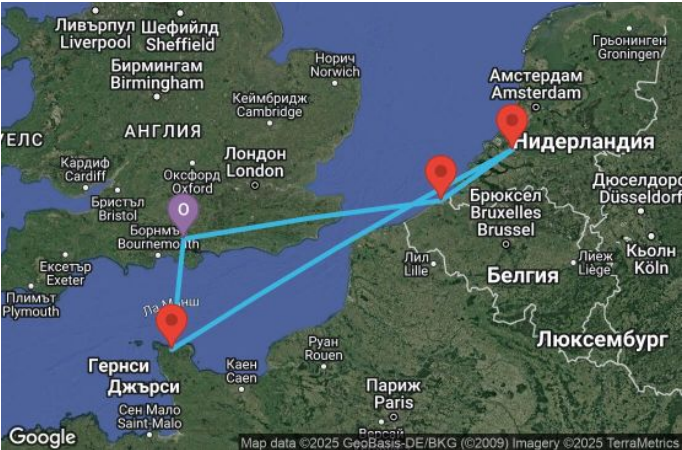 Ливърпул
Liverpool
Шефийлд
Sheffield
Грьонинген
Groningen
Норич
Norwich
Бирмингам
Birmingham
Амстердам
Amsterdam
Кеймбридж
Cambridge
АНГЛИЯ
УЕЛС
Нидерландия
Кардиф
Cardiff
Оксфорд
Oxford
Лондон
London
Дюселдорф
Düsseldorf
Бристъл
Bristol
0
Брюксел
Bruxelles
Brussel
Борнмъ
Bournemouth
Ексетър
Exeter
Лил
Lille
Лиеж
Liège
Кьолн
Köln
Белгия
Плимът
Plymouth
Ла Манш
Люксембург
Гернси
Джърси
Каен
Caen
Руан
Rouen
Париж
Paris
Сен Мало
Saint-Malo
Версай
Google
Map data ©2025 GeoBasis-DE/BKG (©2009) Imagery ©2025 TerraMetrics